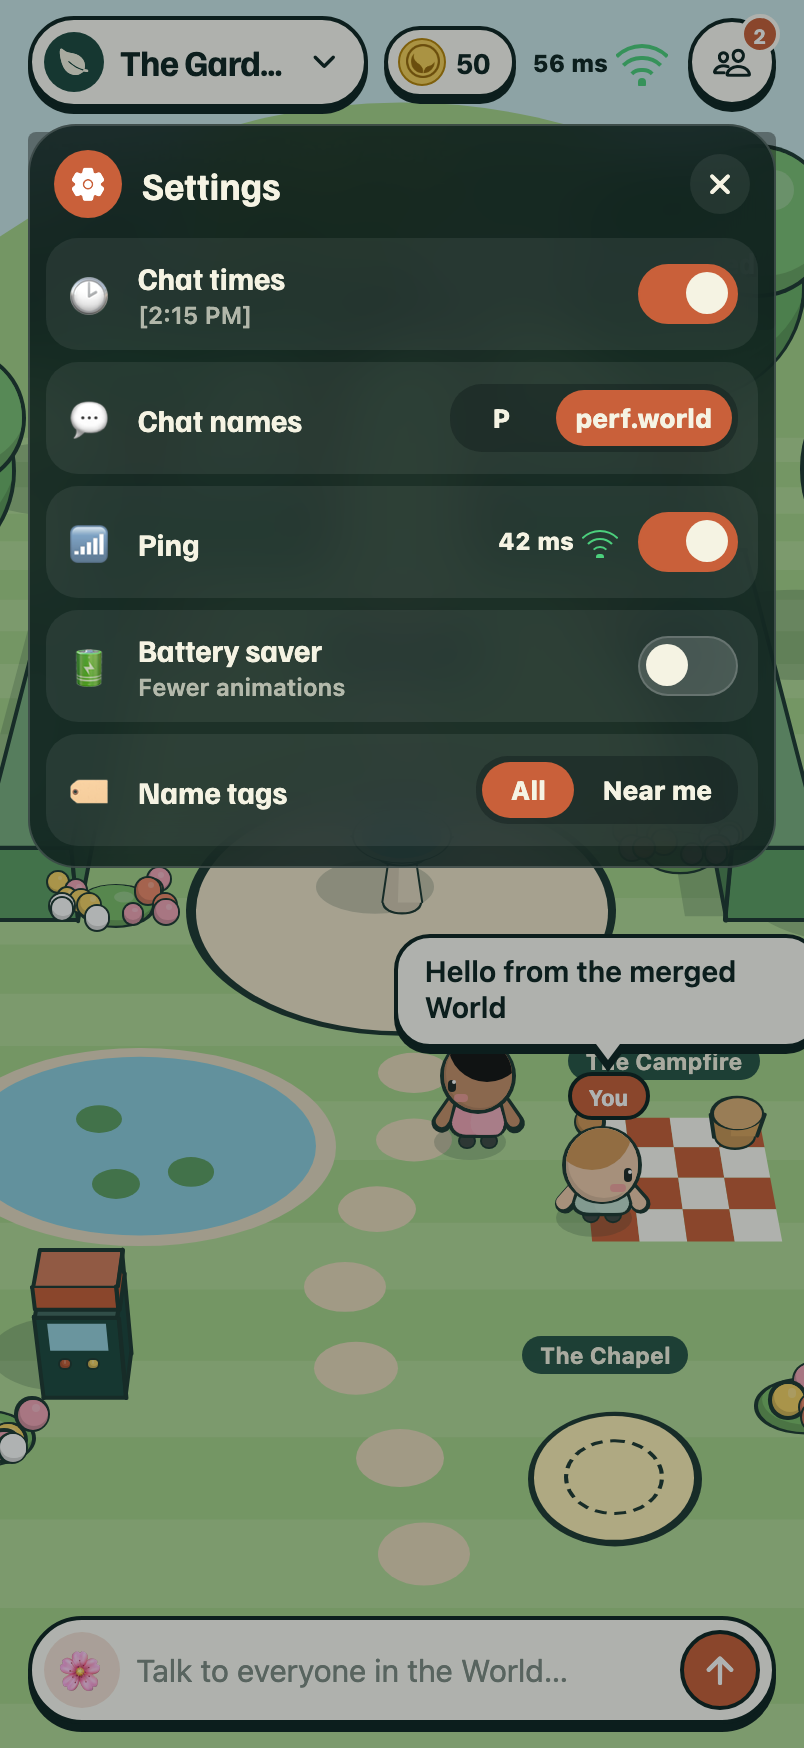 The Gard...
50
56 ms
2
Settings
Chat times
[2:15 PM]
Chat names
P
perf.world
Ping
42 ms
Battery saver
Fewer animations
Name tags
All
Near me
Hello from the merged
World
The Campfire
You
The Chapel
Talk to everyone in the World...